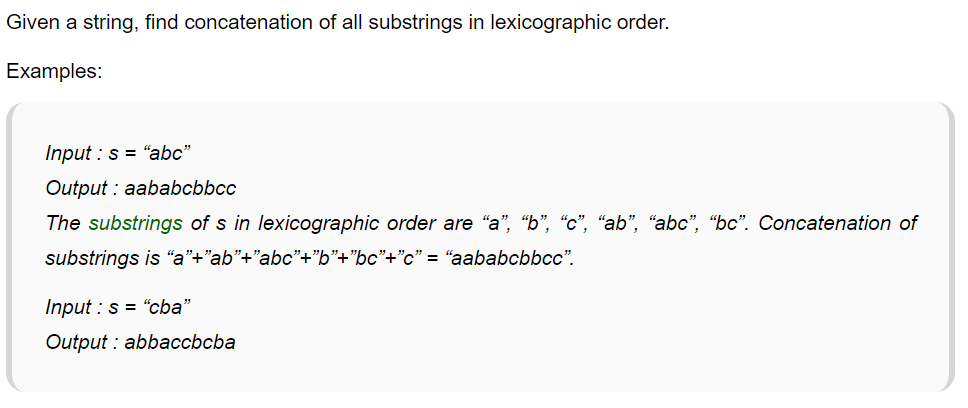 Given a string, find concatenation of all substrings in lexicographic order.
Examples:
Input : s = “abc”
Output : aababcbbcc
The substrings of s in lexicographic order are “a”, “b”, “c”, “ab”, “abc”, “bc”. Concatenation of
substrings is “a”+”ab”+”abc”+”b”+”bc”+”c” = “aababcbbcc”.
Input : s = “cba”
Output : abbaccbcba